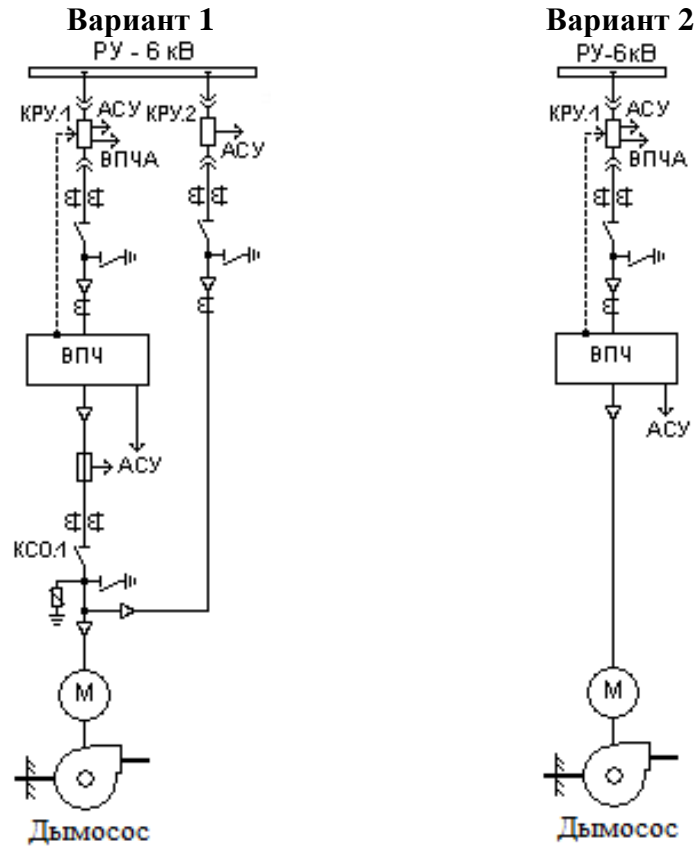 Вариант 1
РУ - 6 кВ
КРУ.1
АСУ
КРУ.2
АСУ
ВПЧА
ВПЧ
АСУ
АСУ
КСО.1
М
Дымосос
Вариант 2
РУ-6кВ
КРУ.1
АСУ
ВПЧА
ВПЧ
АСУ
М
Дымосос